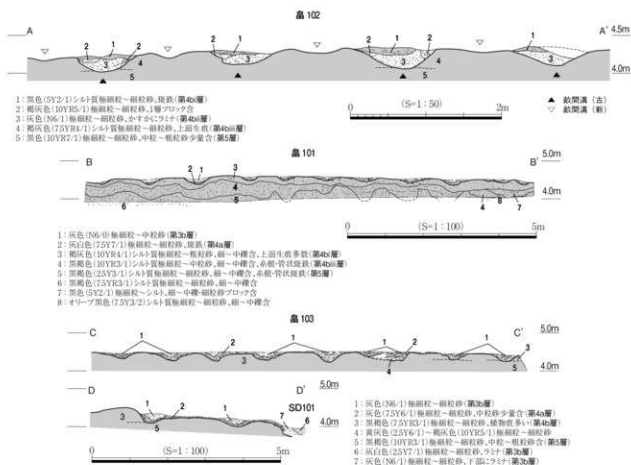 畠102
A
A'
4.5m
4.0m
1：黒色(5Y2/1)シルト質極細粒～細粒砂、斑鉄(第4bi層)
2：褐灰色(10YR5/1)極細粒～細粒砂、1層ブロック含
3：灰色(N6/1)極細粒～細粒砂、かすかにラミナ(第4bii層)
4：褐灰色(7.5YR4/1)シルト質極細粒～細粒砂、上面生痕(第4biii層)
5：黒色(10YR7/1)極細粒～細粒砂、中粒～粗粒砂少量含(第5層)
0
(S=1:50)
2m
▲ 畝間溝(古)
▽ 畝間溝(新)
畠101
B
B'
5.0m
4.0m
1：灰色(N6/0)極細粒～中粒砂(第3b層)
2：灰白色(7.5Y7/1)極細粒～細粒砂、斑鉄(第4a層)
3：褐灰色(10YR4/1)シルト質極細粒～粗粒砂、細～中礫含、上面生痕多数(第4bi層)
4：黒褐色(10YR3/1)シルト質極細粒～中粒砂、細～中礫含、糸根・管状斑鉄(第4biii層)
5：黒褐色(2.5Y3/1)シルト質極細粒～細粒砂、細～中礫含、糸根・管状斑鉄(第5層)
6：黒褐色(7.5YR3/1)シルト質極細粒～細粒砂、細～中礫含
7：黒色(5Y2/1)極細粒～シルト、細～中礫・細粒砂ブロック含
8：オリーブ黒色(7.5Y3/2)シルト質極細粒～細粒砂、細～中礫含
0
(S=1:100)
5m
畠103
C
C'
5.0m
4.0m
D
D'
5.0m
SD101
4.0m
0
(S=1:100)
5m
1：灰色(N6/1)極細粒～細粒砂(第3b層)
2：灰色(7.5Y6/1)極細粒～細粒砂、中粒砂少量含(第4a層)
3：黒褐色(7.5YR3/1)極細粒～細粒砂、植物痕多い(第4b層)
4：黄灰色(2.5Y6/1)～褐灰色(10YR5/1)極細粒～細粒砂
5：黒褐色(10YR3/1)極細粒～細粒砂、中粒～粗粒砂含(第5層)
6：灰白色(2.5Y7/1)極細粒～細粒砂、ラミナ(第3b層)
7：灰色(N6/1)極細粒～細粒砂、下部にラミナ(第3b層)